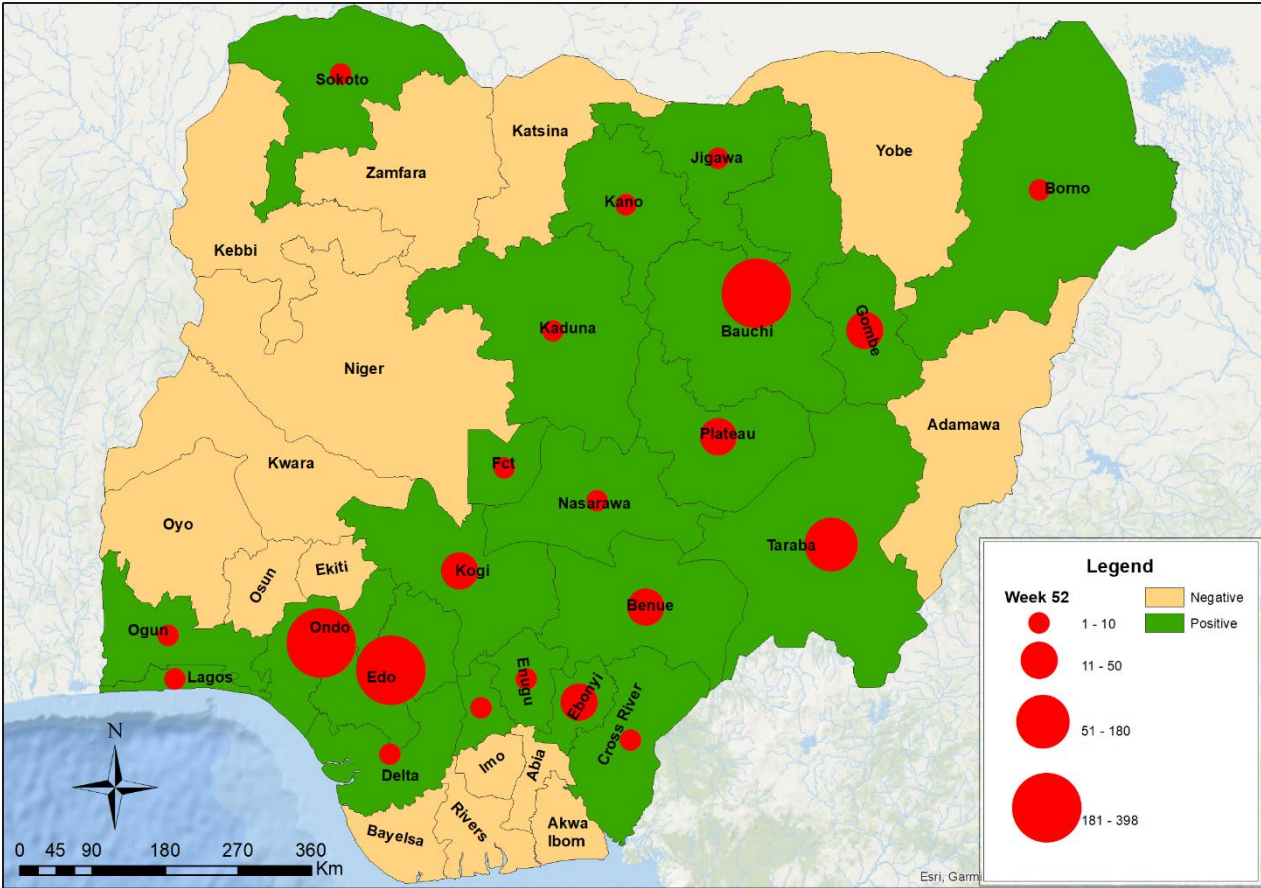 Sokoto
Katsina
Zamfara
Yobe
Jigawa
Borno
Kano
Kebbi
Kaduna
Bauchi
Gombe
Niger
Adamawa
Plateau
Kwara
Fct
Nasarawa
Oyo
Taraba
Osun
Ekiti
Kogi
Benue
Ogun
Ondo
Lagos
Edo
Enugu
Ebonyi
Cross River
Delta
Imo
Abia
Bayelsa
Rivers
Akwa
Ibom
N
0 45 90 180 270 360
Km
Legend
Week 52
1 - 10
11 - 50
51 - 180
181 - 398
Negative
Positive
Esri, Garmi